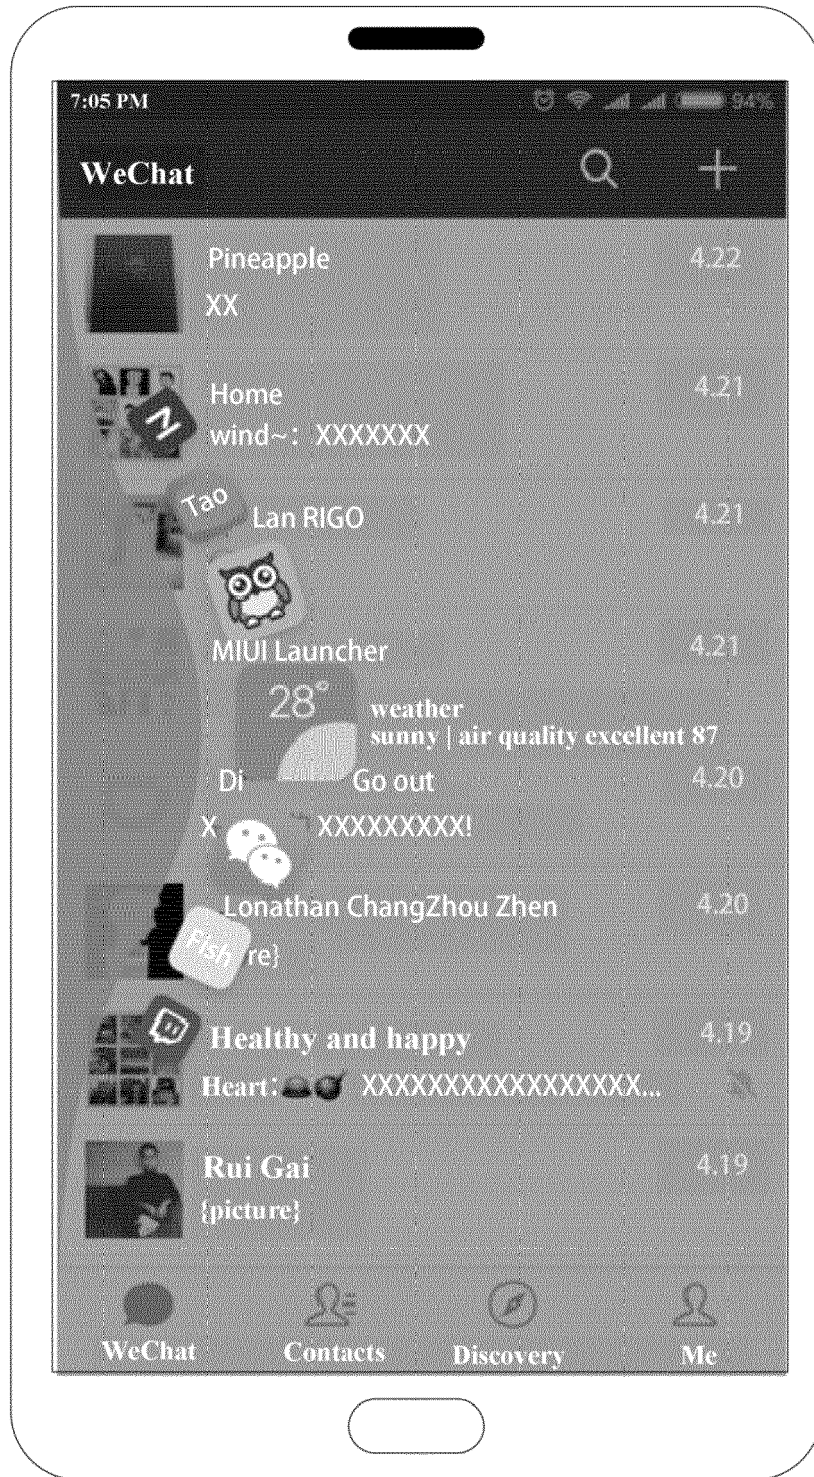 7:05 PM 94%
WeChat
Pineapple 4.22
XX
Home 4.21
wind~: XXXXXXX
Tao
Lan RIGO 4.21
MIUI Launcher 4.21
28°
weather
sunny | air quality excellent 87
Di Go out 4.20
X XXXXXXXXX!
Lonathan ChangZhou Zhen 4.20
Fish re}
Healthy and happy 4.19
Heart: XXXXXXXXXXXXXXXXX...
Rui Gai 4.19
{picture}
WeChat Contacts Discovery Me